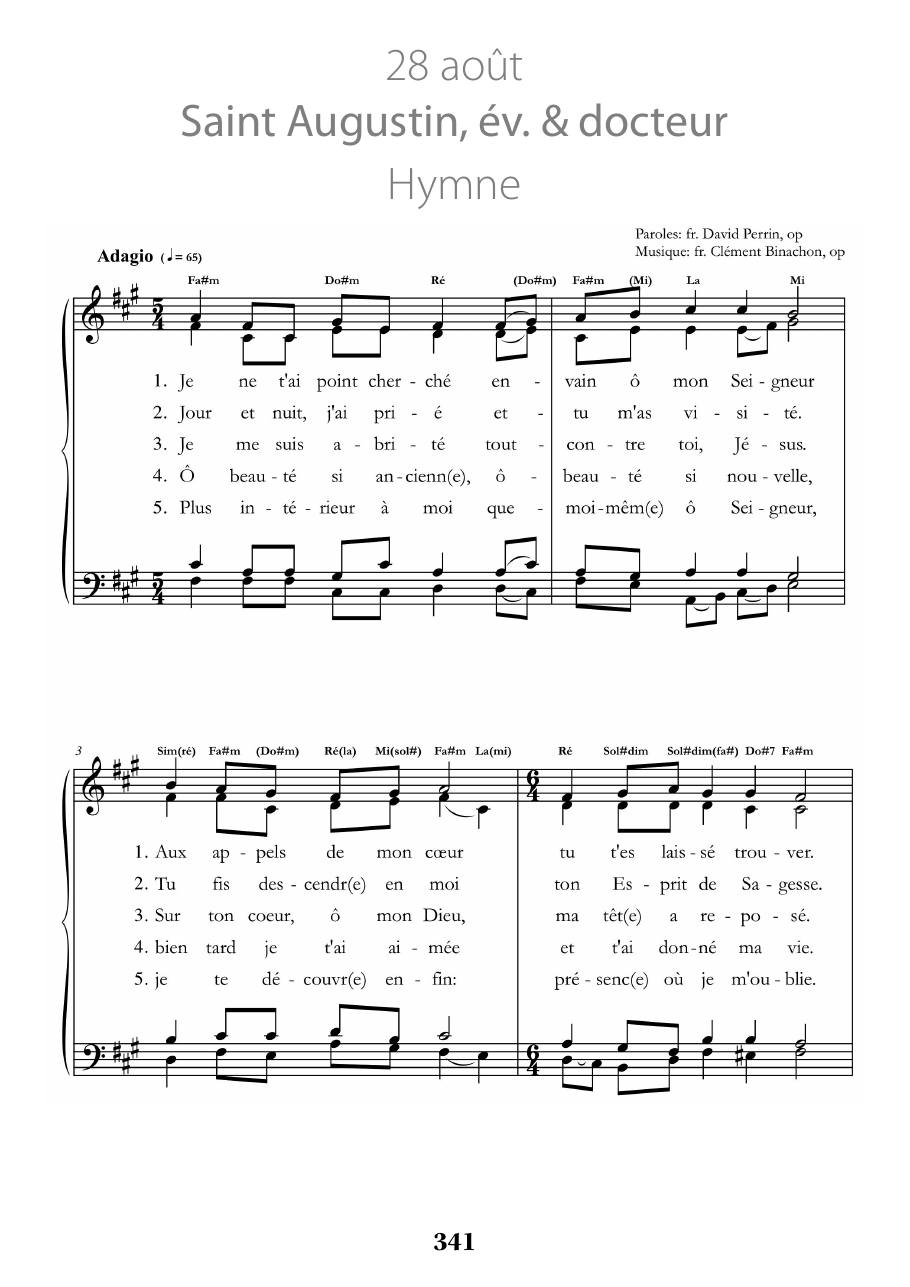 28 août
Saint Augustin, év. & docteur
Hymne
Paroles: fr. David Perrin, op
Musique: fr. Clément Binachon, op
Adagio (♩= 65)
Fa#m Do#m Ré (Do#m) Fa#m (Mi) La Mi
5 4
1. Je ne t'ai point cher - ché en - vain ô mon Sei - gneur
2. Jour et nuit, j'ai pri - é et - tu m'as vi - si - té.
3. Je me suis a - bri - té tout - con - tre toi, Jé - sus.
4. Ô beau - té si an - cienn(e), ô - beau - té si nou - velle,
5. Plus in - té - rieur à moi que - moi - mêm(e) ô Sei - gneur,
5 4
3 Sim(ré) Fa#m (Do#m) Ré(la) Mi(sol#) Fa#m La(mi) Ré Sol#dim Sol#dim(fa#) Do#7 Fa#m
6 4
1. Aux ap - pels de mon cœur tu t'es lais - sé trou - ver.
2. Tu fis des - cendr(e) en moi ton Es - prit de Sa - gesse.
3. Sur ton coeur, ô mon Dieu, ma têt(e) a re - po - sé.
4. bien tard je t'ai ai - mée et t'ai don - né ma vie.
5. je te dé - couvr(e) en - fin: pré - senc(e) où je m'ou - blie.
6 4
341